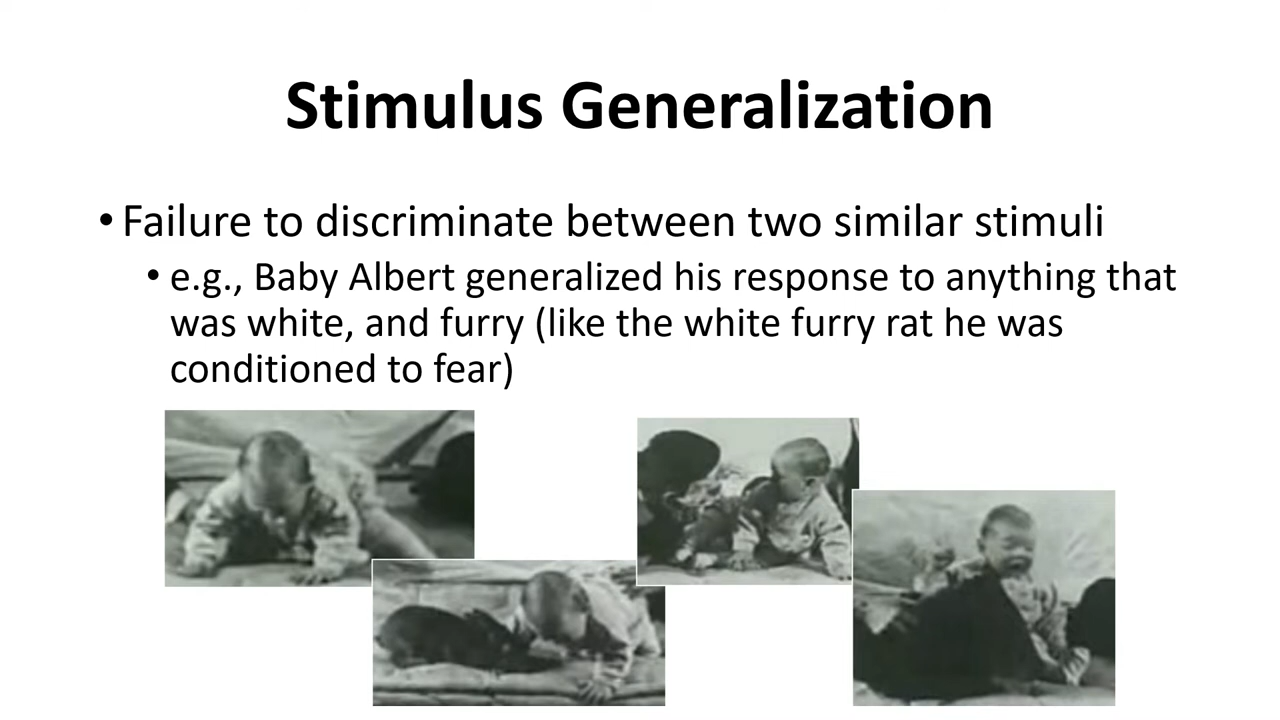 Stimulus Generalization
• Failure to discriminate between two similar stimuli
• e.g., Baby Albert generalized his response to anything that
was white, and furry (like the white furry rat he was
conditioned to fear)